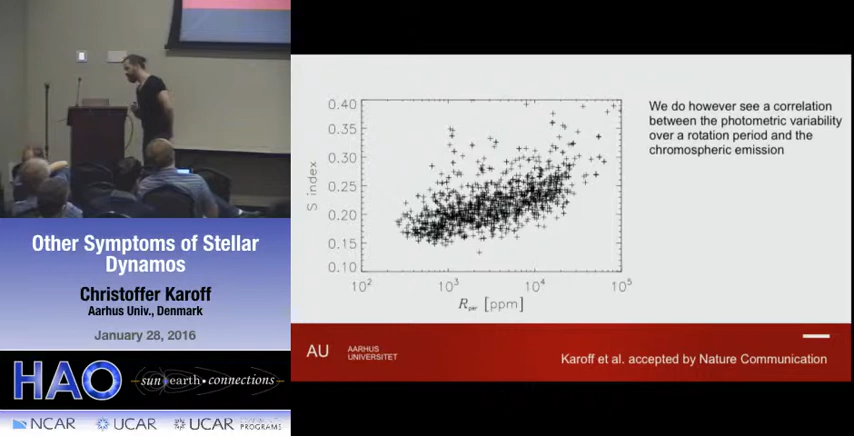 Other Symptoms of Stellar
Dynamos
Christoffer Karoff
Aarhus Univ., Denmark
January 28, 2016
HAO
sun earth connections
NCAR
UCAR
UCAR
PROGRAMS
0.40
0.35
0.30
0.25
0.20
0.15
0.10
S index
10²
10³
10⁴
10⁵
[ppm]
We do however see a correlation
between the photometric variability
over a rotation period and the
chromospheric emission
AU
AARHUS
UNIVERSITET
Karoff et al. accepted by Nature Communication